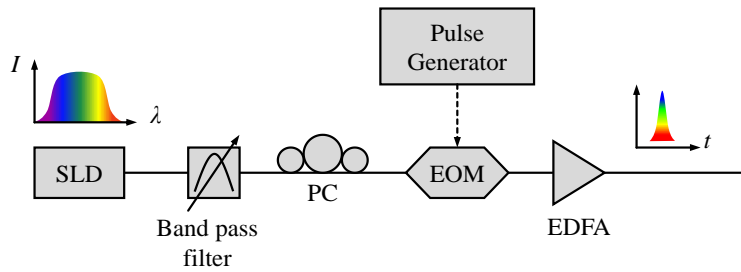 Pulse
Generator
I
λ
t
SLD
EOM
PC
Band pass
filter
EDFA